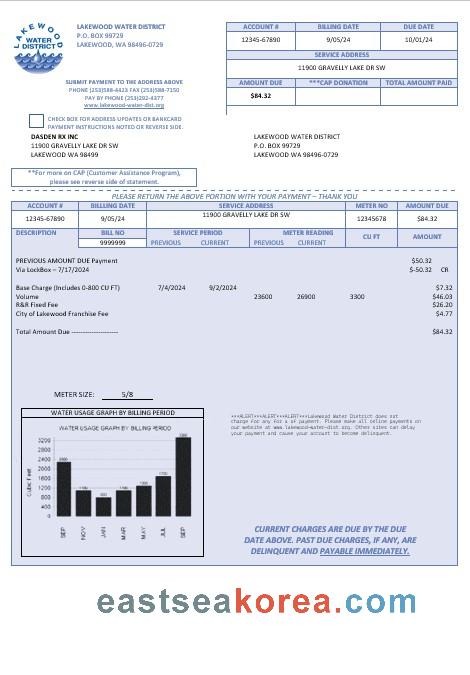 LAKEWOOD
WATER
DISTRICT
LAKEWOOD WATER DISTRICT
P.O. BOX 99729
LAKEWOOD, WA 98496-0729
SUBMIT PAYMENT TO THE ADDRESS ABOVE
PHONE (253)588-4423 FAX (253)588-7150
PAY BY PHONE (253)292-4377
www.lakewood-water-dist.org
ACCOUNT # BILLING DATE DUE DATE
12345-67890 9/05/24 10/01/24
SERVICE ADDRESS
11900 GRAVELLY LAKE DR SW
AMOUNT DUE ***CAP DONATION TOTAL AMOUNT PAID
$84.32
CHECK BOX FOR ADDRESS UPDATES OR BANKCARD
PAYMENT INSTRUCTIONS NOTED OR REVERSE SIDE.
DASDEN RX INC
11900 GRAVELLY LAKE DR SW
LAKEWOOD WA 98499
LAKEWOOD WATER DISTRICT
P.O. BOX 99729
LAKEWOOD, WA 98496-0729
**For more on CAP (Customer Assistance Program),
please see reverse side of statement.
PLEASE RETURN THE ABOVE PORTION WITH YOUR PAYMENT – THANK YOU
ACCOUNT # BILLLING DATE SERVICE ADDRESS METER NO AMOUNT DUE
12345-67890 9/05/24 11900 GRAVELLY LAKE DR SW 12345678 $84.32
DESCRIPTION BILL NO SERVICE PERIOD METER READING CU FT AMOUNT
9999999 PREVIOUS CURRENT PREVIOUS CURRENT
PREVIOUS AMOUNT DUE Payment $50.32
Via LockBox – 7/17/2024 $-50.32 CR
Base Charge (Includes 0-800 CU FT) 7/4/2024 9/2/2024 $7.32
Volume 23600 26900 3300 $46.03
R&R Fixed Fee $26.20
City of Lakewood Franchise Fee $4.77
Total Amount Due -------------------- $84.32
METER SIZE: 5/8
WATER USAGE GRAPH BY BILLING PERIOD
WATER USAGE GRAPH BY BILLING PERIOD
Cubic Feet
3200
2800
2400
2000
1600
1200
800
400
0
SEP NOV JAN MAR MAY JUL SEP
***ALERT***ALERT***ALERT***Lakewood Water District does not
charge for any for a of payment. Please make all online payments on
our website at www.lakewood-water-dist.org. Other sites can delay
your payment and cause your account to become delinquent.
CURRENT CHARGES ARE DUE BY THE DUE
DATE ABOVE. PAST DUE CHARGES, IF ANY, ARE
DELINQUENT AND PAYABLE IMMEDIATELY.
eastseakorea.com